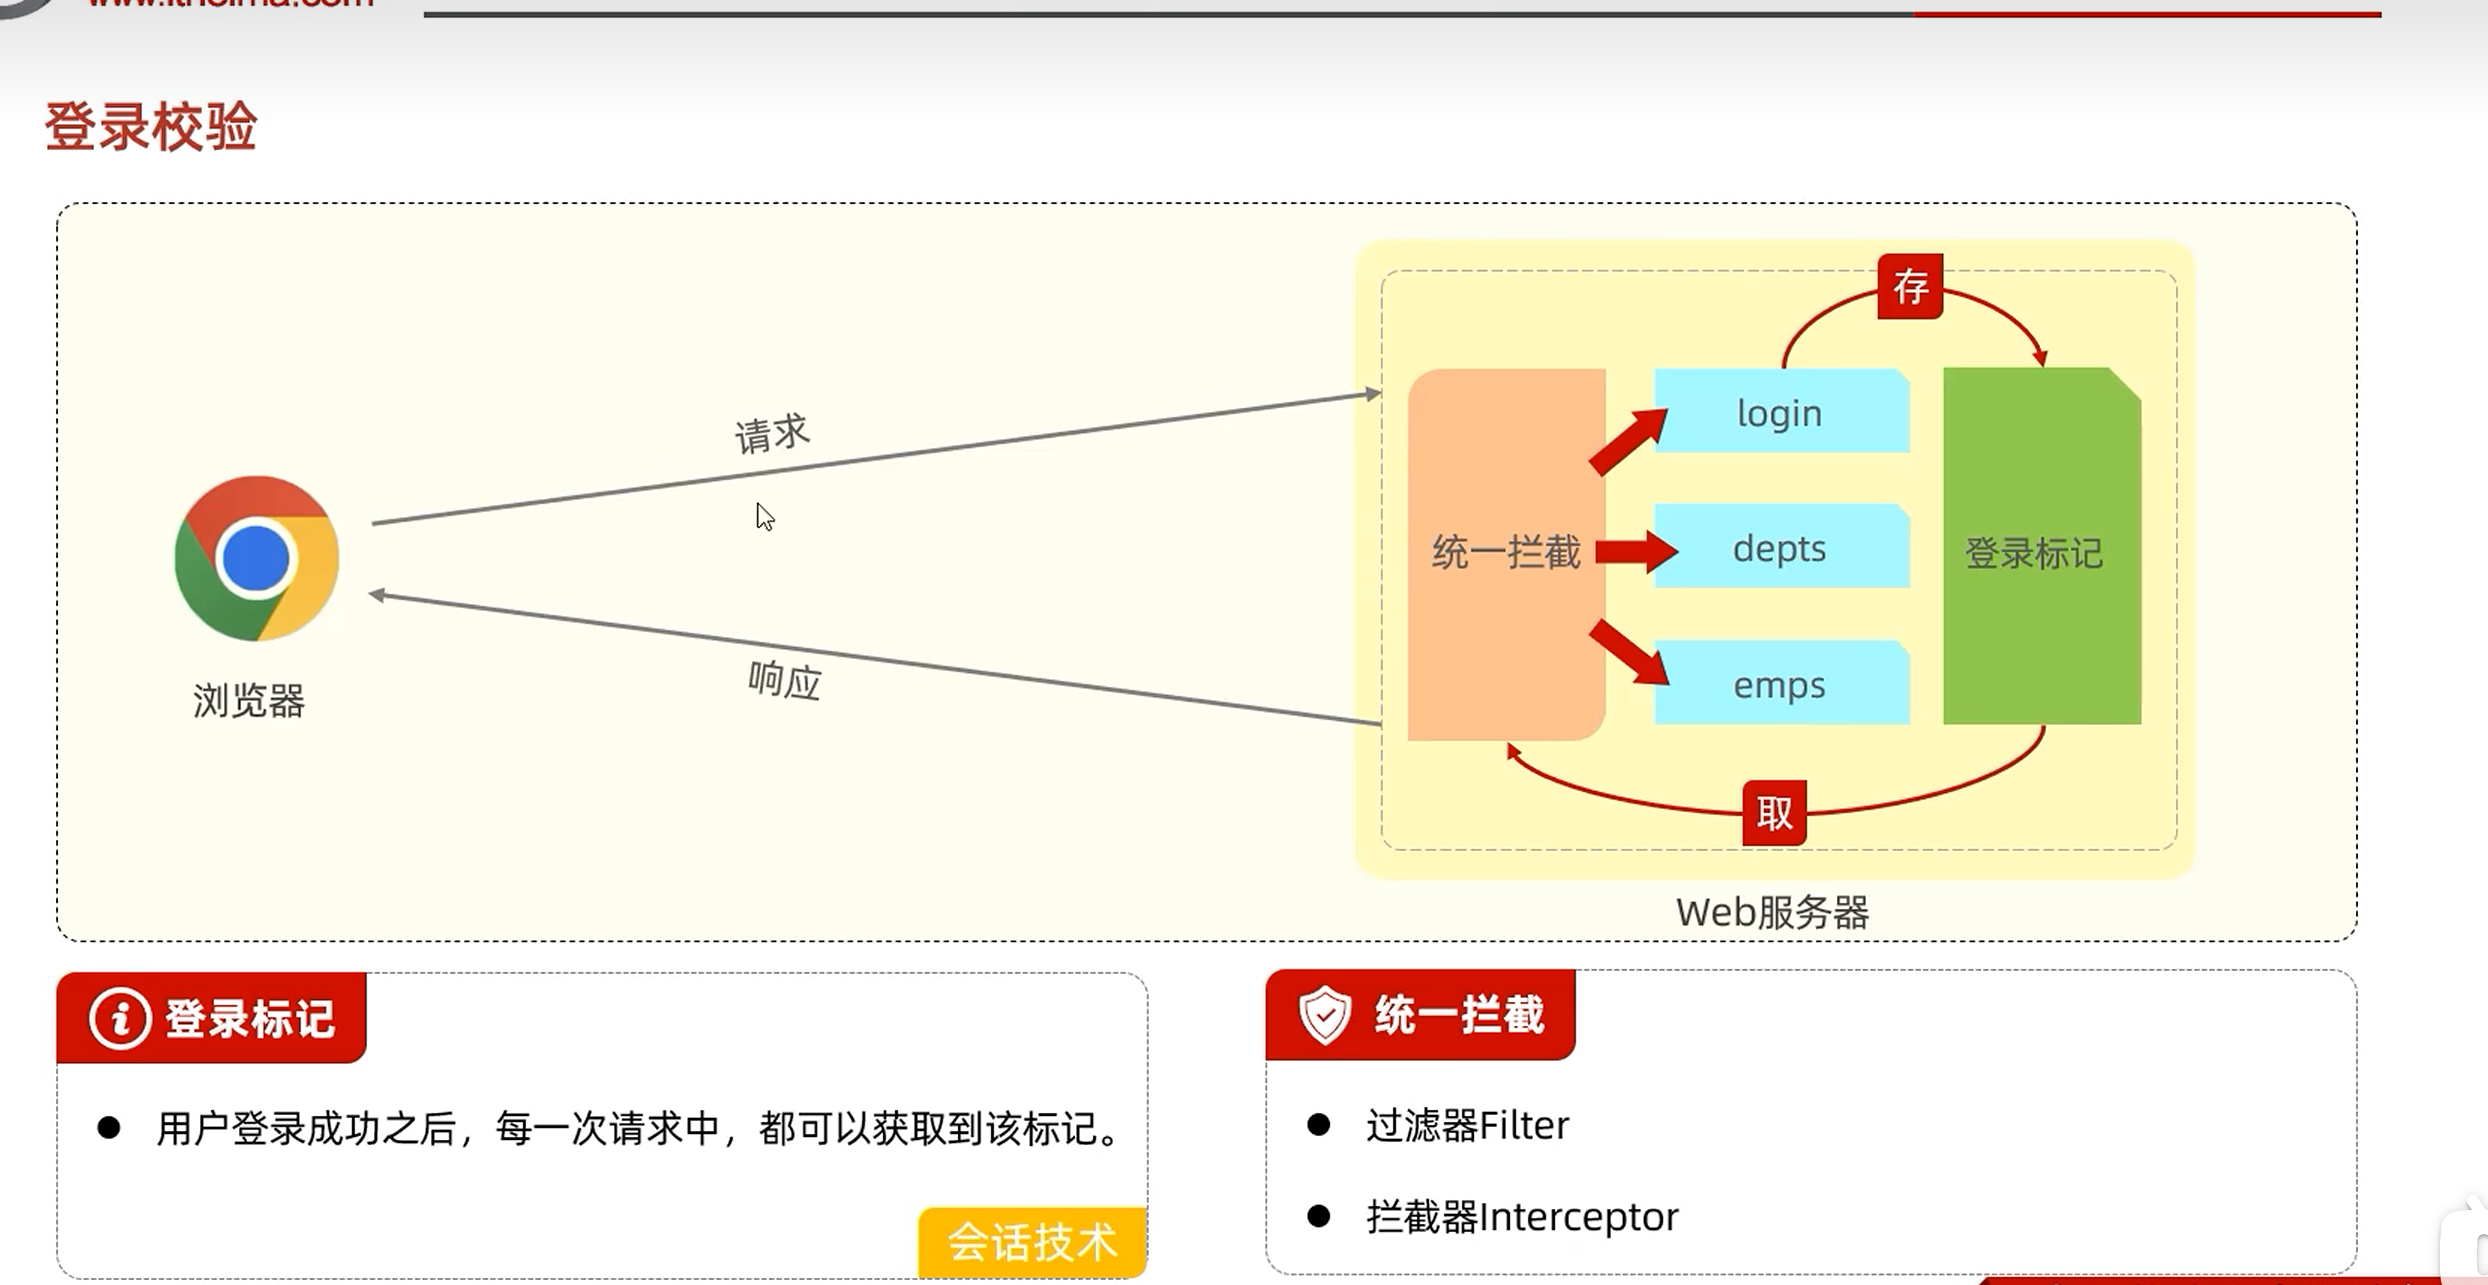 www.itheima.com
登录校验
存
请求
login
统一拦截
depts
登录标记
emps
浏览器
响应
取
Web服务器
登录标记
用户登录成功之后，每一次请求中，都可以获取到该标记。
会话技术
统一拦截
过滤器Filter
拦截器Interceptor